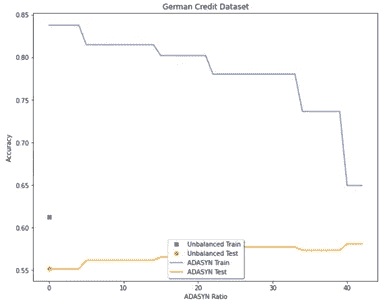 German Credit Dataset
0.85
0.80
0.75
0.70
0.65
0.60
0.55
Accuracy
Unbalanced Train
Unbalanced Test
ADASYN Train
ADASYN Test
0
10
20
30
40
ADASYN Ratio